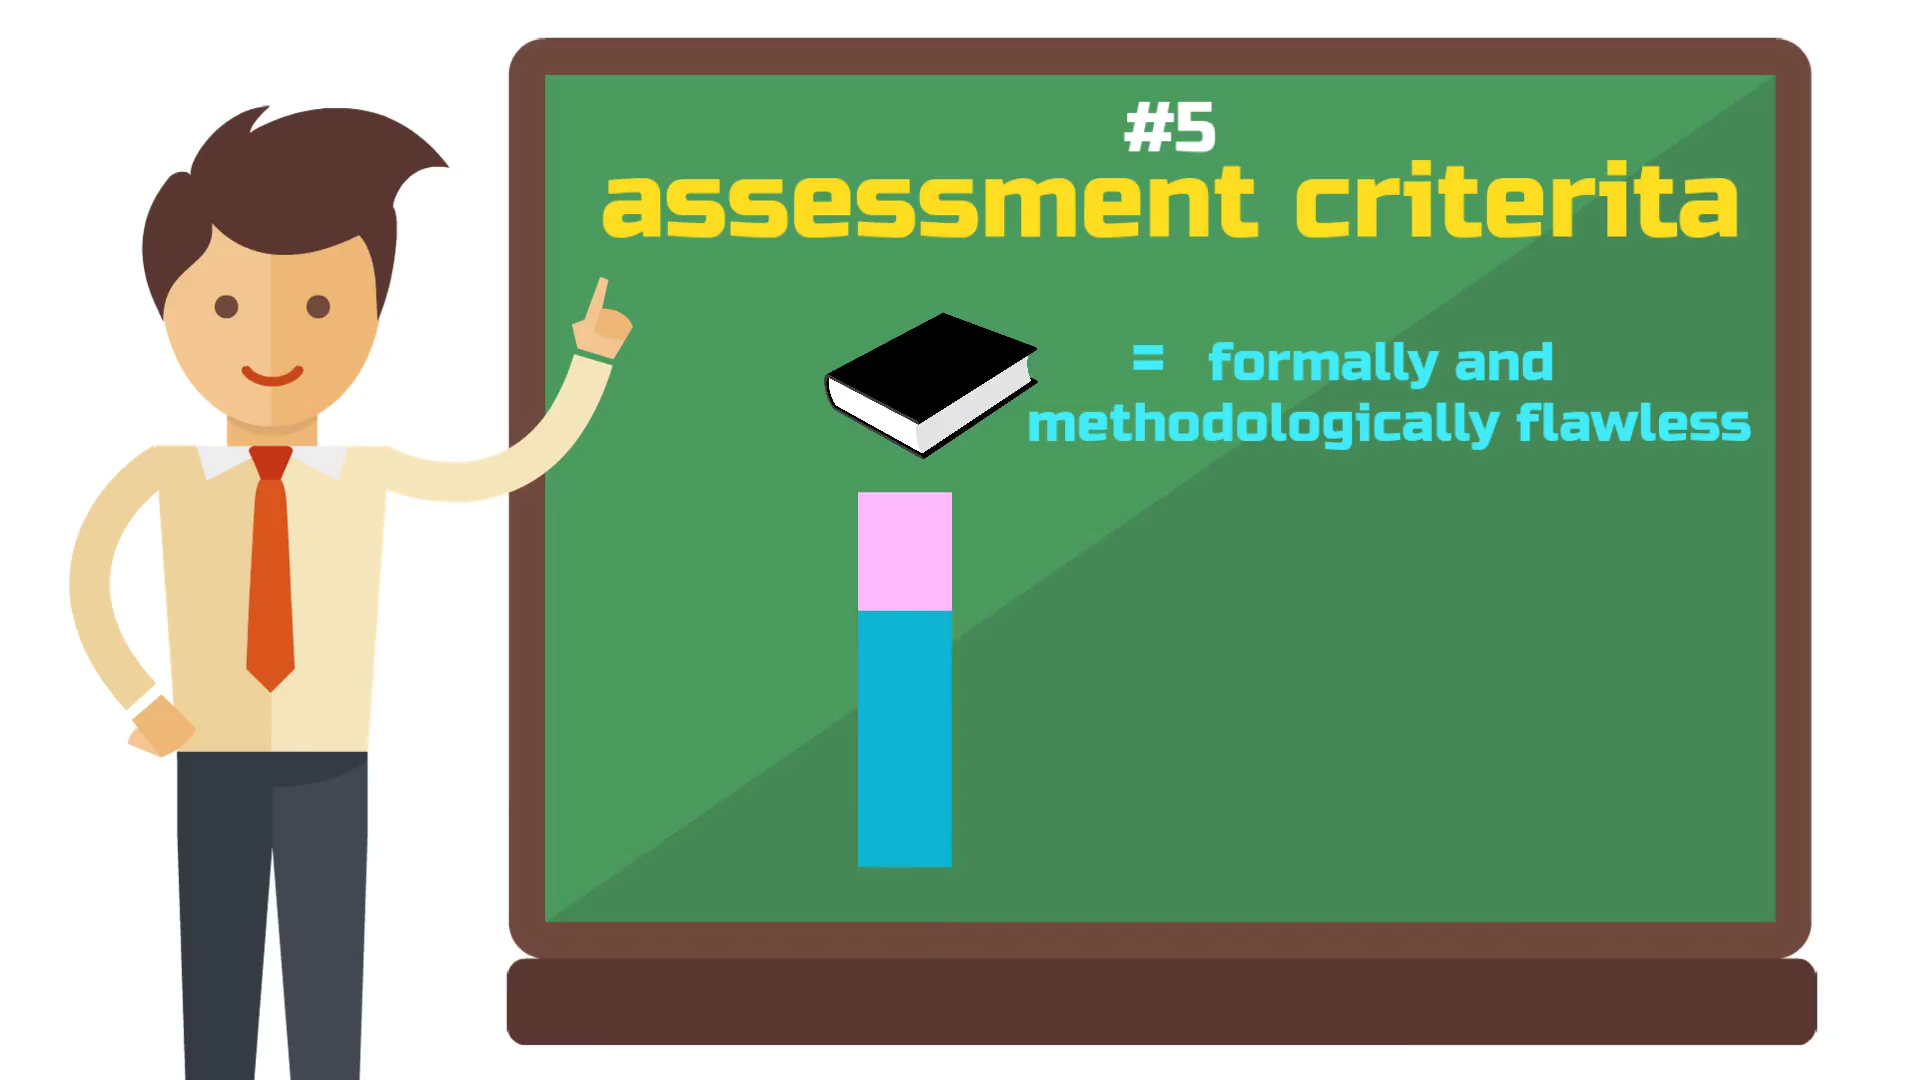 #5
assessment criterita
= formally and
methodologically flawless